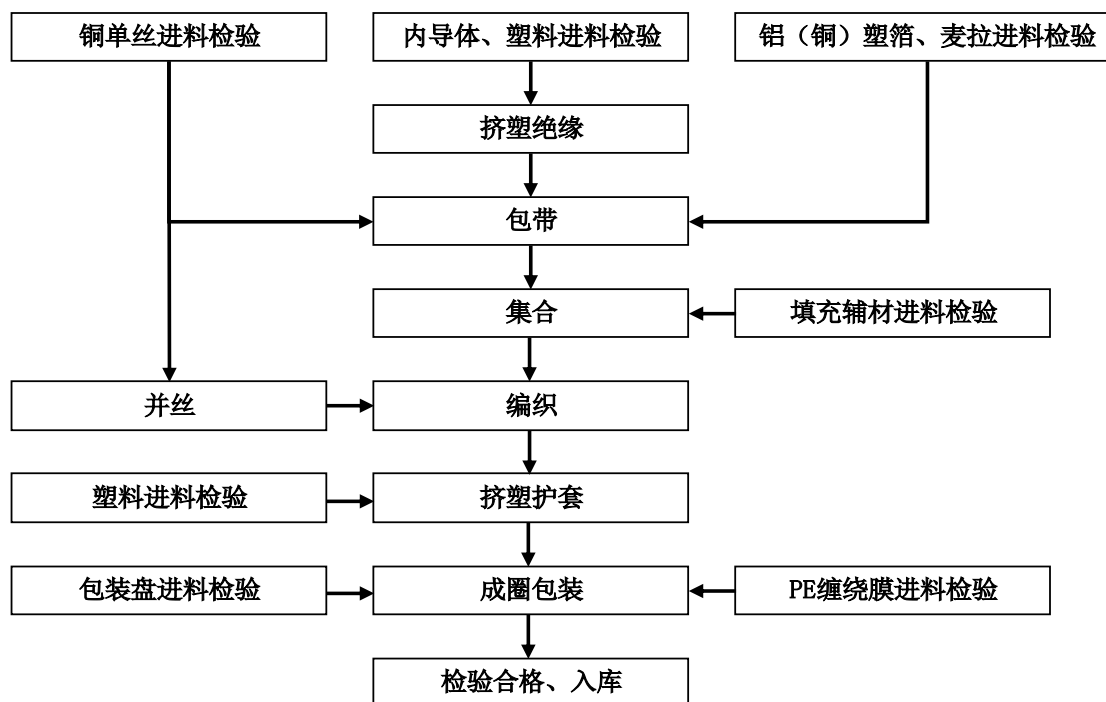 铜单丝进料检验
内导体、塑料进料检验
铝（铜）塑箔、麦拉进料检验
挤塑绝缘
包带
集合
填充辅材进料检验
并丝
编织
塑料进料检验
挤塑护套
包装盘进料检验
成圈包装
PE缠绕膜进料检验
检验合格、入库